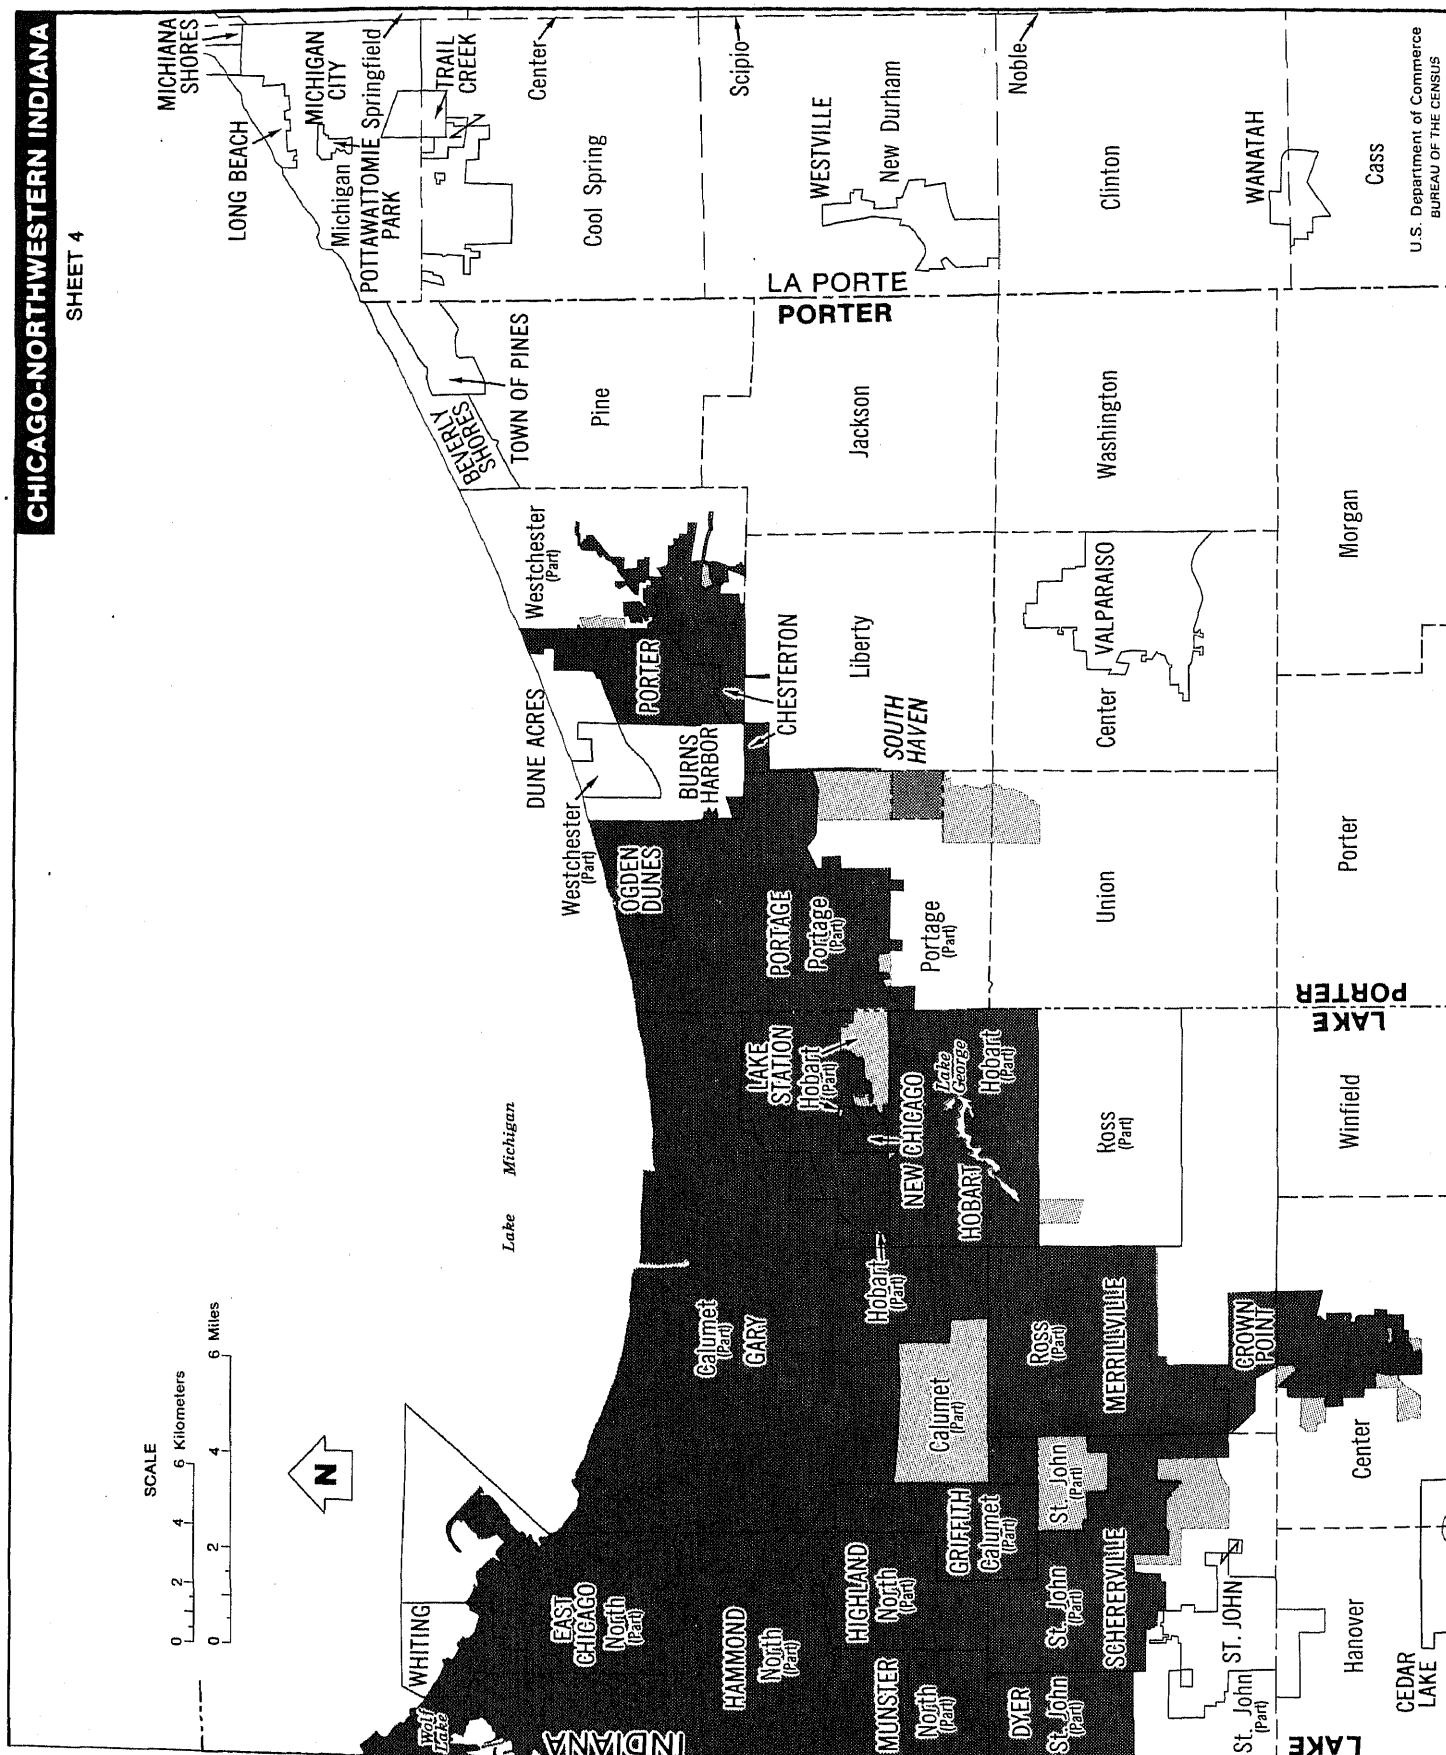 CHICAGO-NORTHWESTERN INDIANA
SHEET 4
SCALE
0 2 4 6 Kilometers
0 2 4 6 Miles
N
Lake Michigan
MICHIANA
SHORES
LONG BEACH
MICHIGAN
CITY
Michigan
POTTAWATTOMIE
PARK
Springfield
TRAIL
CREEK
Center
Cool Spring
Scipio
WESTVILLE
New Durham
Noble
Clinton
WANATAH
Cass
LA PORTE
PORTER
BEVERLY
SHORES
TOWN OF PINES
Pine
Jackson
Washington
Morgan
Westchester
(Part)
PORTER
DUNE ACRES
Westchester
(Part)
BURNS
HARBOR
CHESTERTON
Liberty
SOUTH
HAVEN
VALPARAISO
Center
OGDEN
DUNES
PORTAGE
Portage
(Part)
Portage
(Part)
Union
Porter
PORTER
LAKE
LAKE
STATION
Hobart
(Part)
NEW CHICAGO
Lake
George
Hobart
(Part)
HOBART
Ross
(Part)
Winfield
Calumet
(Part)
GARY
Hobart
(Part)
Calumet
(Part)
Ross
(Part)
MERRILLVILLE
CROWN
POINT
Center
WHITING
Wolf
Lake
EAST
CHICAGO
North
(Part)
HAMMOND
North
(Part)
HIGHLAND
North
(Part)
GRIFFITH
Calumet
(Part)
St. John
(Part)
St. John
(Part)
SCHERERVILLE
MUNSTER
North
(Part)
DYER
St. John
(Part)
ST. JOHN
St. John
(Part)
Hanover
CEDAR
LAKE
INDIANA
LAKE
U.S. Department of Commerce
BUREAU OF THE CENSUS